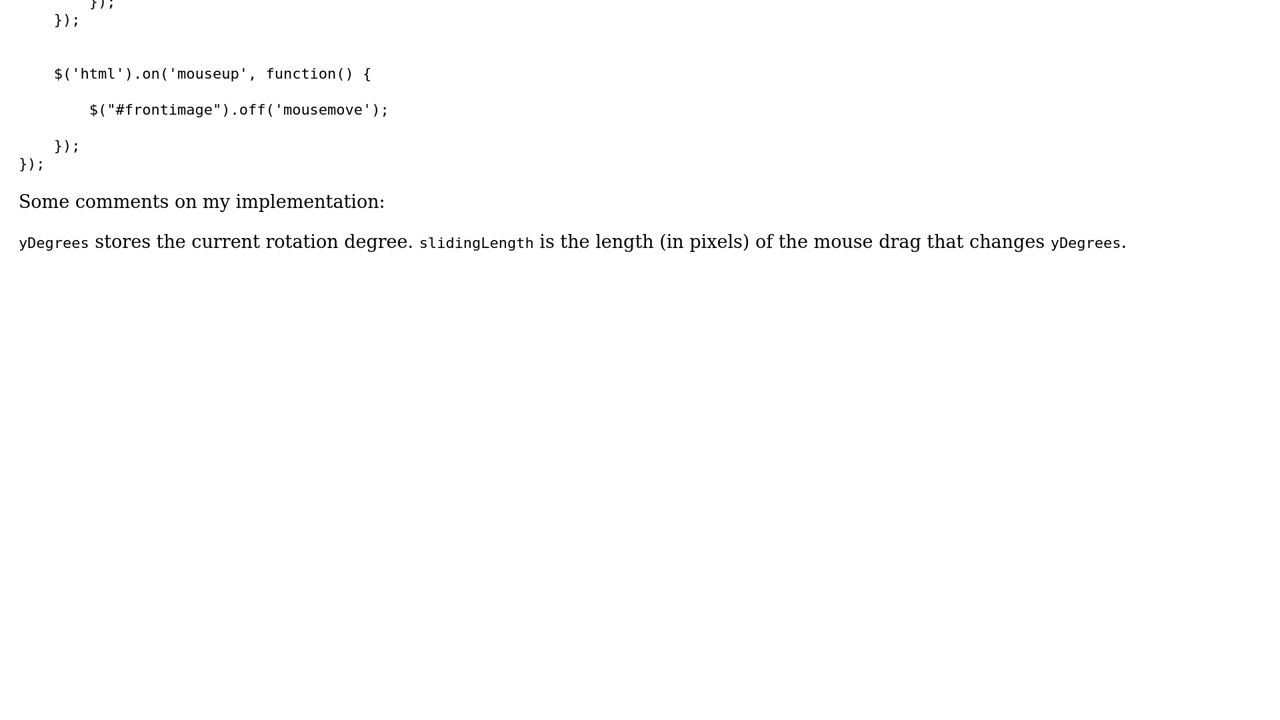 });
    });
    $('html').on('mouseup', function() {
        $("#frontimage").off('mousemove');
    });
});
Some comments on my implementation:
yDegrees stores the current rotation degree. slidingLength is the length (in pixels) of the mouse drag that changes yDegrees.